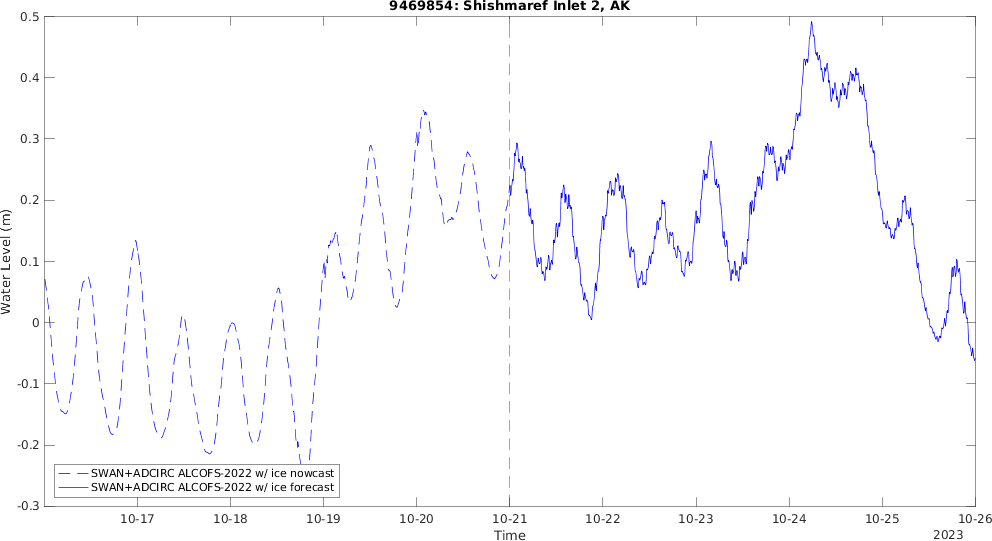 9469854: Shishmaref Inlet 2, AK
0.5
0.4
0.3
0.2
0.1
0
-0.1
-0.2
-0.3
Water Level (m)
SWAN+ADCIRC ALCOFS-2022 w/ ice nowcast
SWAN+ADCIRC ALCOFS-2022 w/ ice forecast
10-17 10-18 10-19 10-20 10-21 10-22 10-23 10-24 10-25 10-26
Time
2023